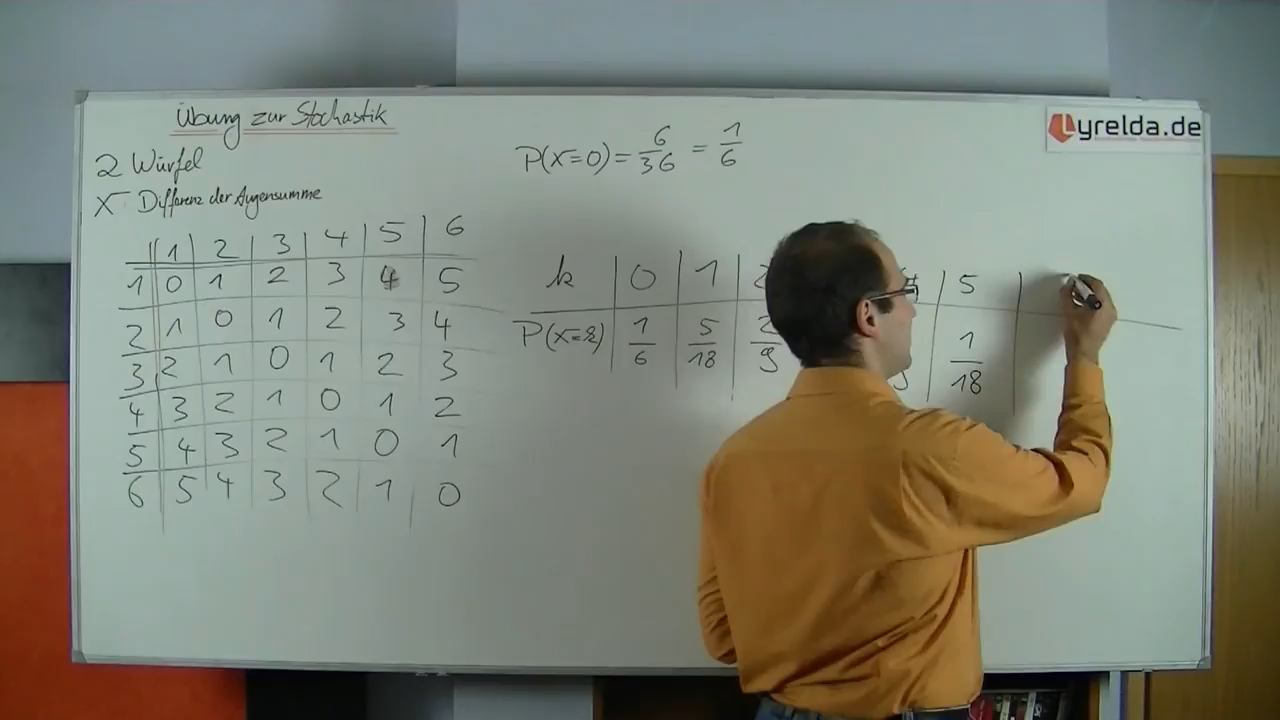 Übung zur Stochastik
Lyrelda.de
2 Würfel
X: Differenz der Augensumme
P(X=0) = 6/36 = 1/6
1 2 3 4 5 6
1 0 1 2 3 4 5
2 1 0 1 2 3 4
3 2 1 0 1 2 3
4 3 2 1 0 1 2
5 4 3 2 1 0 1
6 5 4 3 2 1 0
k 0 1 2 5
P(X=k) 1/6 5/18 2/9 1/18